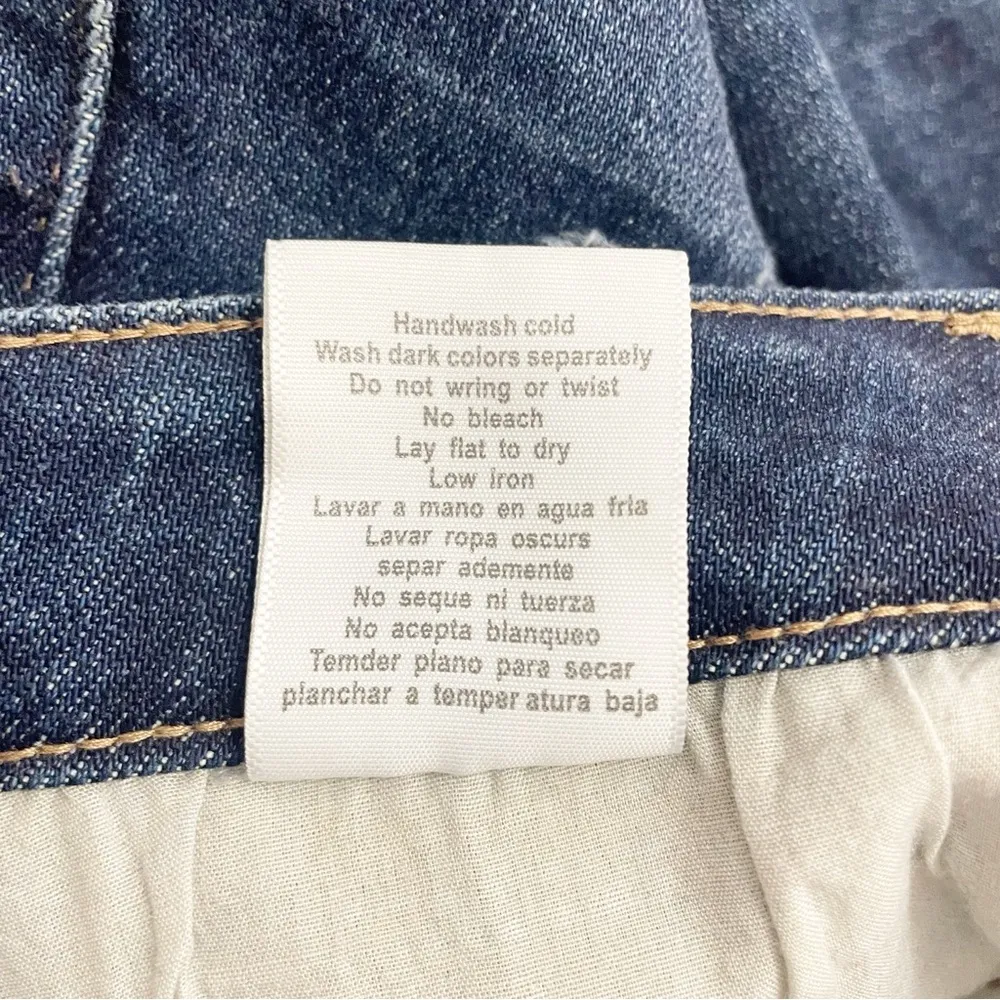 Handwash cold
Wash dark colors separately
Do not wring or twist
No bleach
Lay flat to dry
Low iron
Lavar a mano en agua fria
Lavar ropa oscurs
separ ademente
No seque ni tuerza
No acepta blanqueo
Temder plano para secar
planchar a temper atura baja